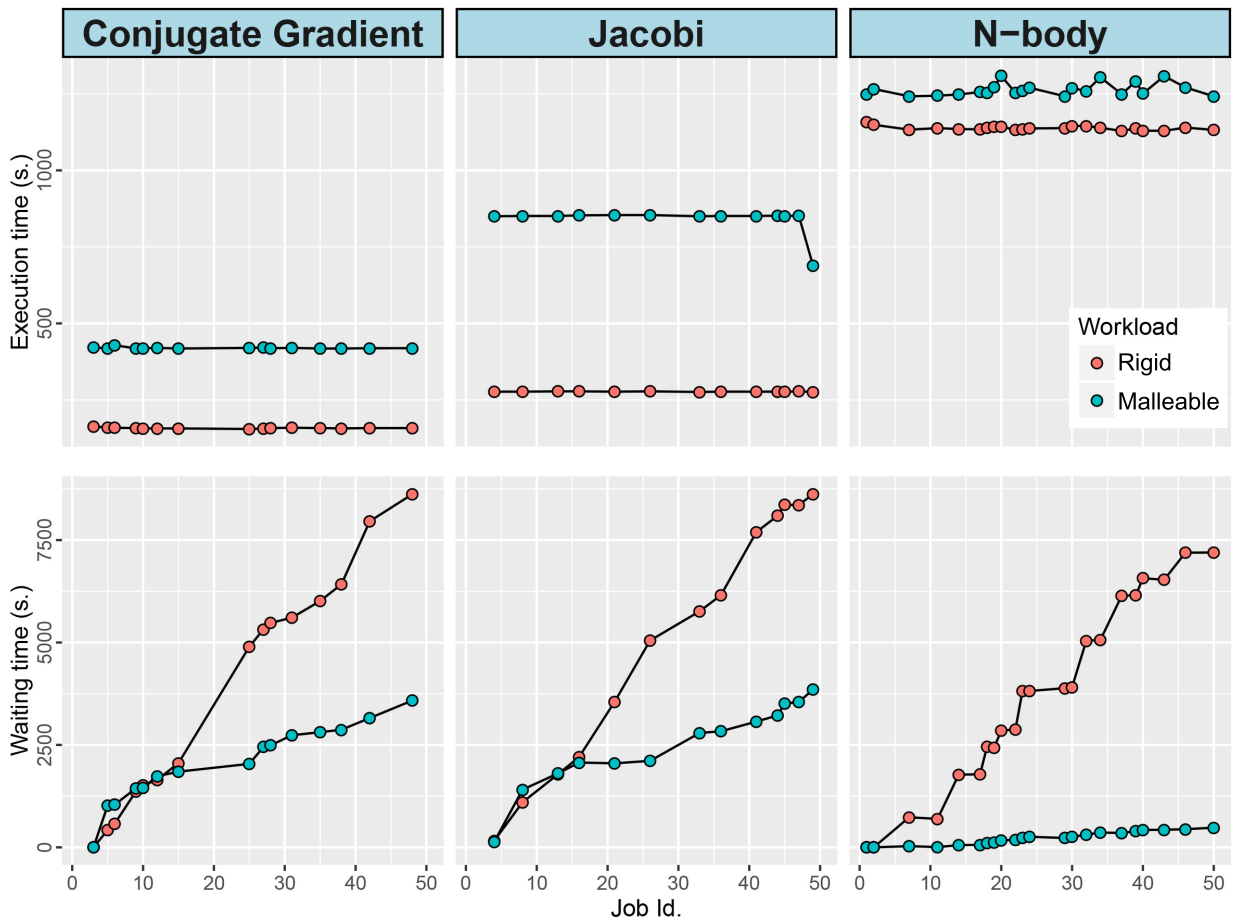 Conjugate Gradient
Jacobi
N−body
Execution time (s.)
1000
500
Workload
Rigid
Malleable
Waiting time (s.)
7500
5000
2500
0
0 10 20 30 40 50
0 10 20 30 40 50
0 10 20 30 40 50
Job Id.